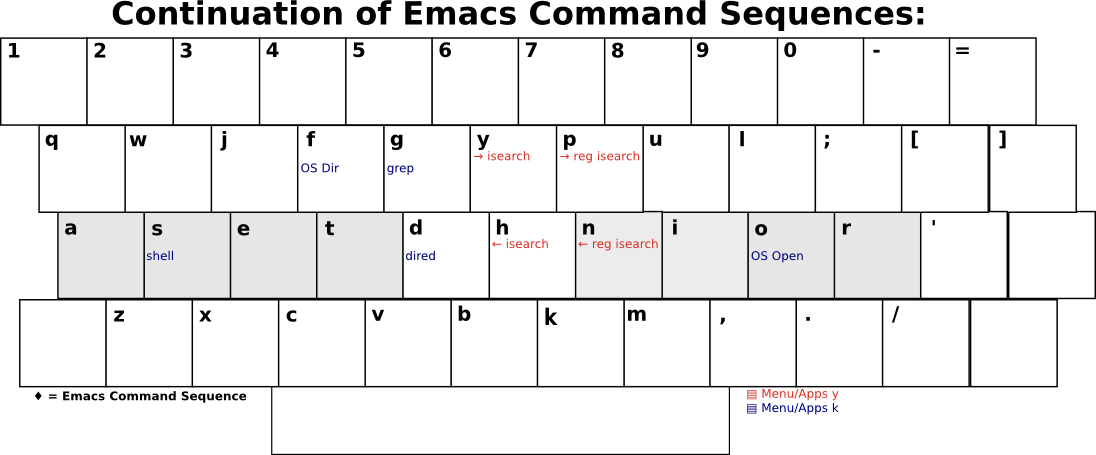 Continuation of Emacs Command Sequences:
1 2 3 4 5 6 7 8 9 0 - =
q w j f g y p u l ; [ ]
→ isearch → reg isearch
OS Dir grep
a s e t d h n i o r '
← isearch ← reg isearch
shell dired OS Open
z x c v b k m , . /
♦ = Emacs Command Sequence
▤ Menu/Apps y
▤ Menu/Apps k